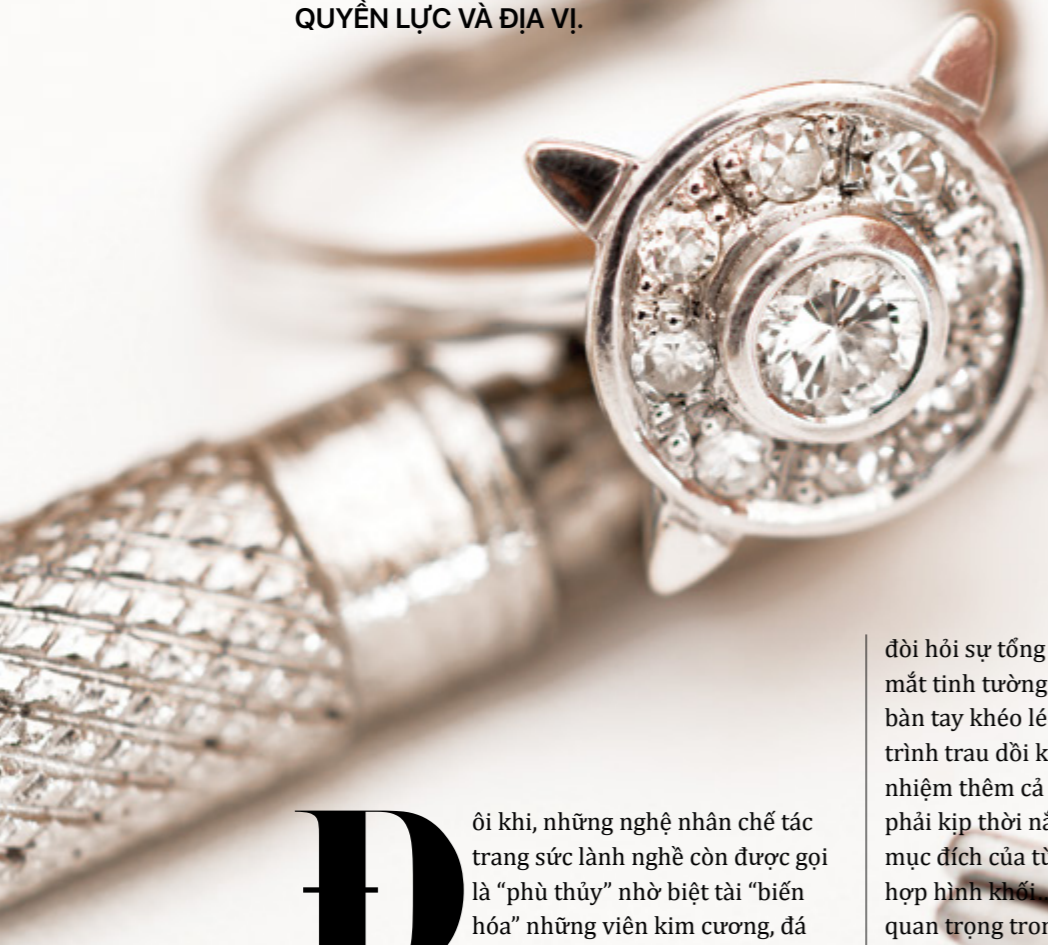 QUYỀN LỰC VÀ ĐỊA VỊ.
Đôi khi, những nghệ nhân chế tác
trang sức lành nghề còn được gọi
là “phù thủy” nhờ biệt tài “biến
hóa” những viên kim cương, đá
đòi hỏi sự tổng
mắt tinh tường
bàn tay khéo lé
trình trau dồi k
nhiệm thêm cả
phải kịp thời nắ
mục đích của từ
hợp hình khối...
quan trọng tron